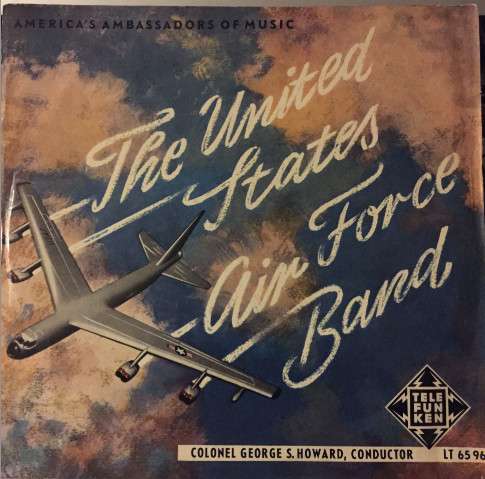 AMERICA'S AMBASSADORS OF MUSIC
The United
States
Air Force
Band
TELE
FUN
KEN
COLONEL GEORGE S. HOWARD, CONDUCTOR LT 6596